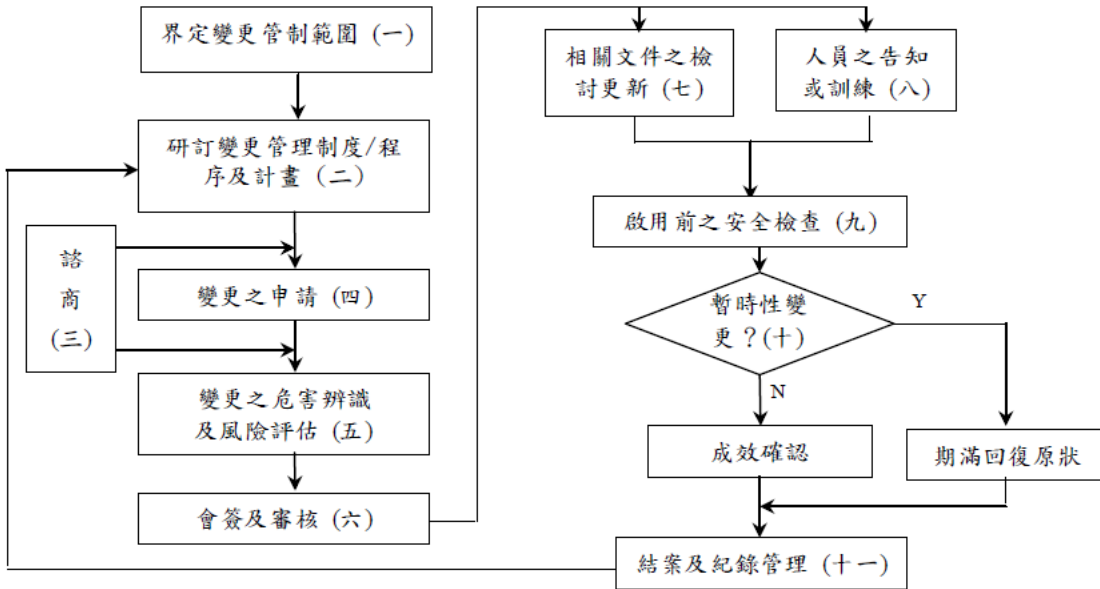 界定變更管制範圍 (一)
研訂變更管理制度/程
序及計畫 (二)
諮
商
(三)
變更之申請 (四)
變更之危害辨識
及風險評估 (五)
會簽及審核 (六)
相關文件之檢
討更新 (七)
人員之告知
或訓練 (八)
啟用前之安全檢查 (九)
暫時性變
更？(十)
Y
N
成效確認
期滿回復原狀
結案及紀錄管理 (十一)